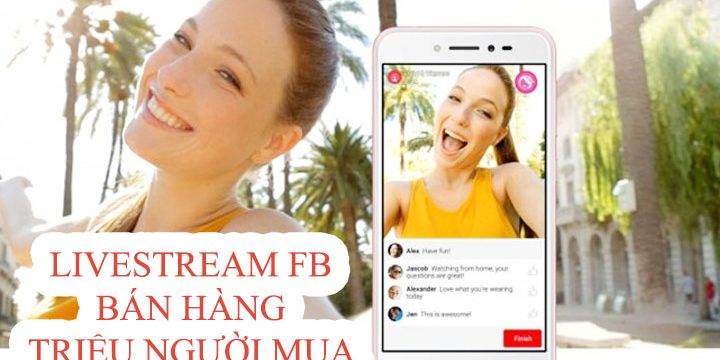 LIVESTREAM FB
BÁN HÀNG
TRIỆU NGƯỜI MUA
Alex Have fun!
Jascob Watching from home, your
questions are great!
Alexander Love what you're wearing
today
Jen This is awesome!
Finish